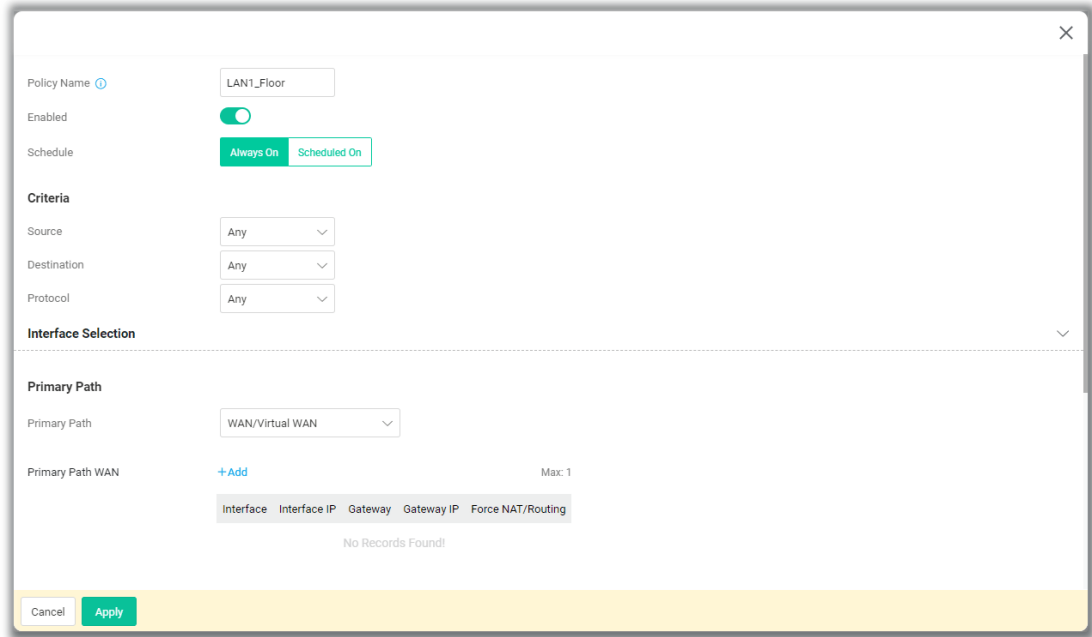 Policy Name
LAN1_Floor
Enabled
Schedule
Always On Scheduled On
Criteria
Source Any
Destination Any
Protocol Any
Interface Selection
Primary Path
Primary Path WAN/Virtual WAN
Primary Path WAN +Add Max: 1
Interface Interface IP Gateway Gateway IP Force NAT/Routing
No Records Found!
Cancel Apply